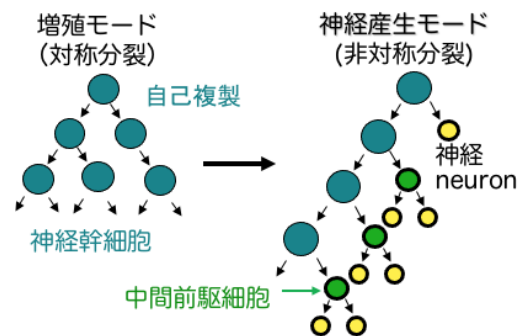 増殖モード
（対称分裂）
自己複製
神経幹細胞
神経産生モード
(非対称分裂)
神経
neuron
中間前駆細胞